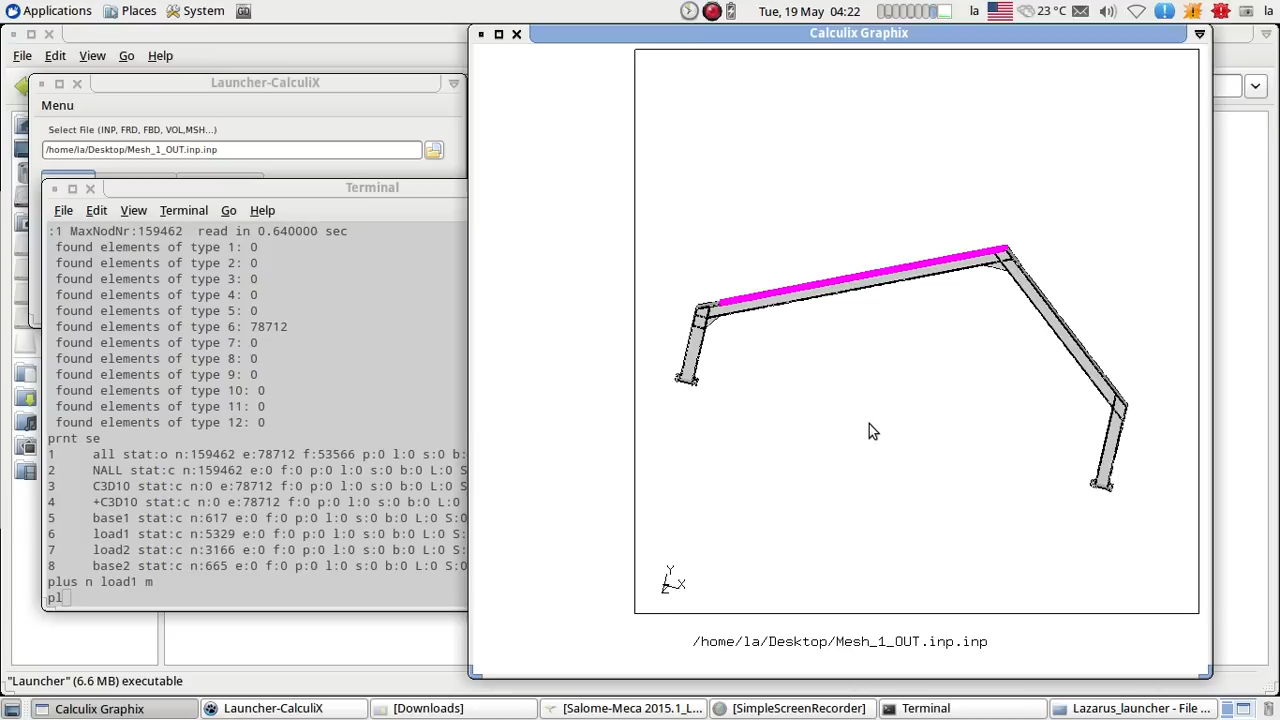 Applications Places System Tue, 19 May 04:22 la 23 °C la
Calculix Graphix
File Edit View Go Help
Launcher-CalculiX
Menu
Select File (INP, FRD, FBD, VOL,MSH...)
/home/la/Desktop/Mesh_1_OUT.inp.inp
Terminal
File Edit View Terminal Go Help
:1 MaxNodNr:159462 read in 0.640000 sec
found elements of type 1: 0
found elements of type 2: 0
found elements of type 3: 0
found elements of type 4: 0
found elements of type 5: 0
found elements of type 6: 78712
found elements of type 7: 0
found elements of type 8: 0
found elements of type 9: 0
found elements of type 10: 0
found elements of type 11: 0
found elements of type 12: 0
prnt se
1 all stat:o n:159462 e:78712 f:53566 p:0 l:0 s:0 b:
2 NALL stat:c n:159462 e:0 f:0 p:0 l:0 s:0 b:0 L:0 S
3 C3D10 stat:c n:0 e:78712 f:0 p:0 l:0 s:0 b:0 L:0 S
4 +C3D10 stat:c n:0 e:78712 f:0 p:0 l:0 s:0 b:0 L:0
5 base1 stat:c n:617 e:0 f:0 p:0 l:0 s:0 b:0 L:0 S:0
6 load1 stat:c n:5329 e:0 f:0 p:0 l:0 s:0 b:0 L:0 S:
7 load2 stat:c n:3166 e:0 f:0 p:0 l:0 s:0 b:0 L:0 S:
8 base2 stat:c n:665 e:0 f:0 p:0 l:0 s:0 b:0 L:0 S:0
plus n load1 m
pl
Y
X
Z
/home/la/Desktop/Mesh_1_OUT.inp.inp
"Launcher" (6.6 MB) executable
Calculix Graphix Launcher-CalculiX [Downloads] [Salome-Meca 2015.1_L... [SimpleScreenRecorder] Terminal Lazarus_launcher - File ...